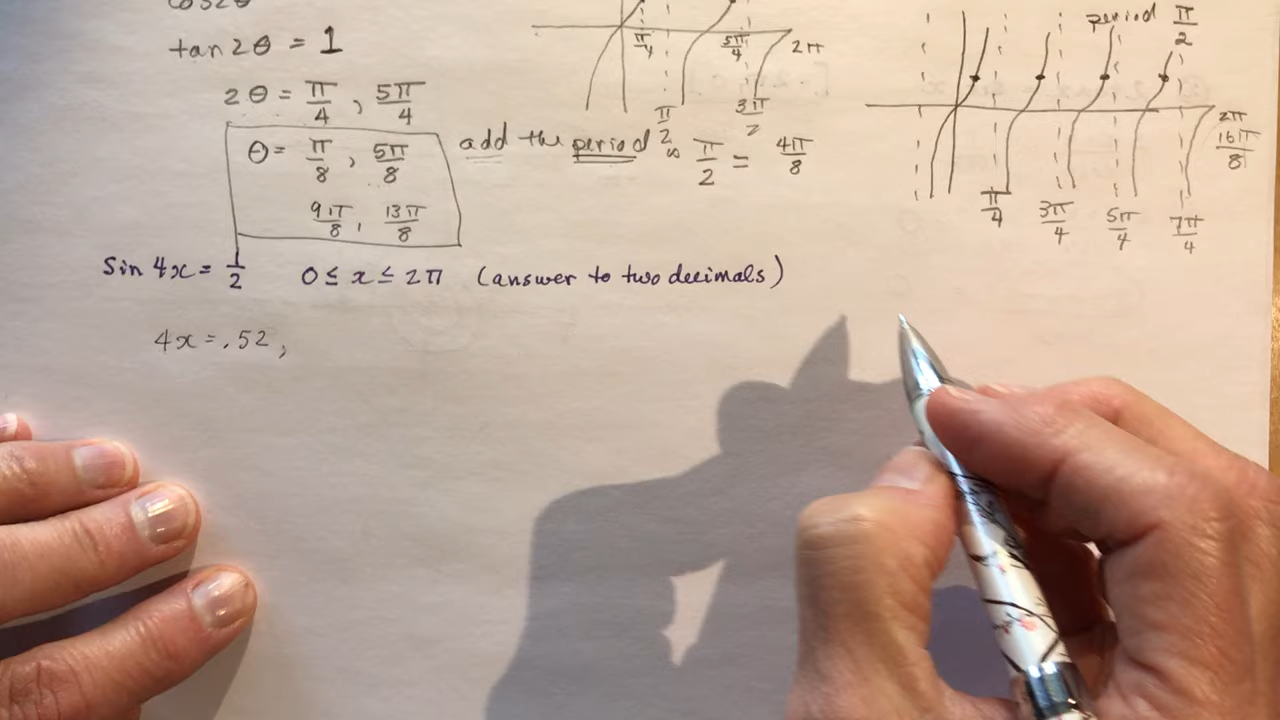 cos2θ
tan 2θ = 1
2θ = π/4 , 5π/4
θ = π/8 , 5π/8
9π/8 , 13π/8
add the period is π/2 = 4π/8
π/4
5π/4
2π
π/2
3π/2
period π/2
2π
16π/8
π/4
3π/4
5π/4
7π/4
Sin 4x = 1/2 0 ≤ x ≤ 2π (answer to two decimals)
4x = .52,